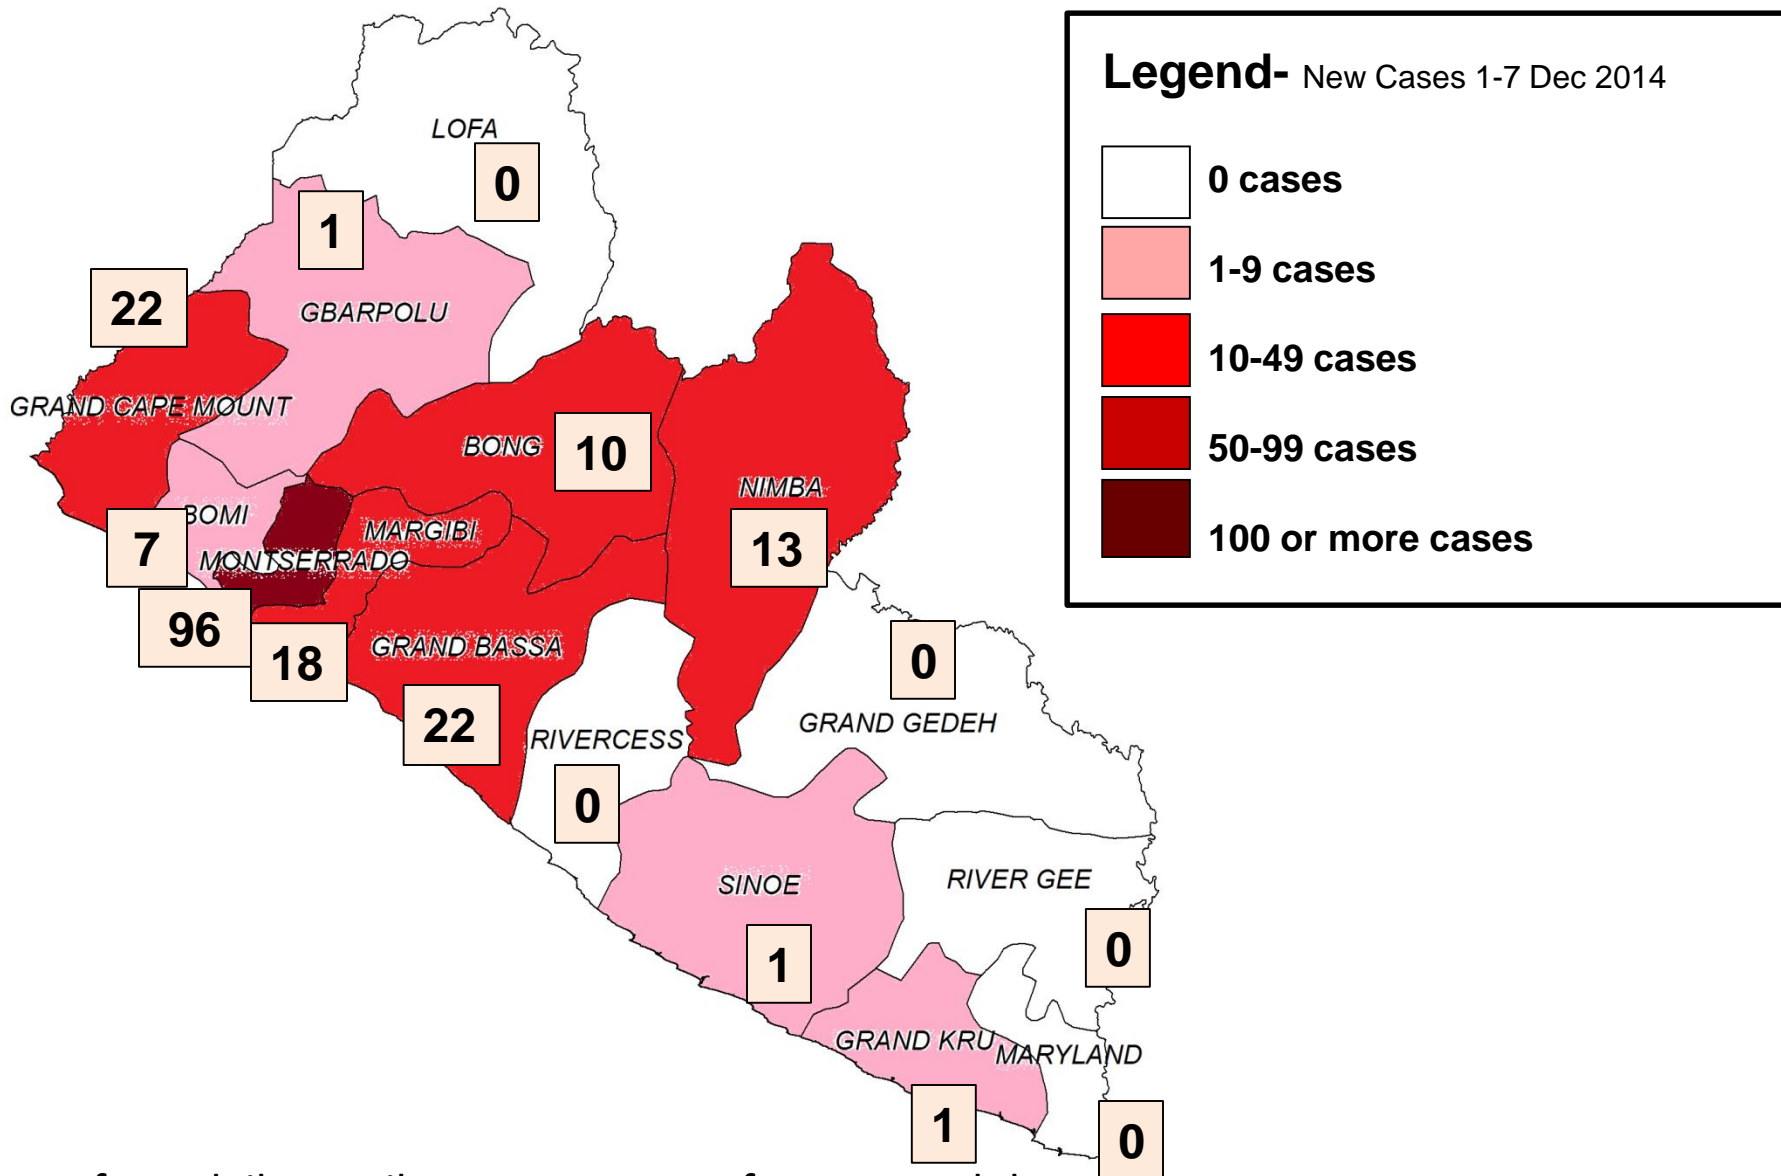 Legend- New Cases 1-7 Dec 2014
0 cases
1-9 cases
10-49 cases
50-99 cases
100 or more cases
LOFA
0
1
GBARPOLU
22
GRAND CAPE MOUNT
BONG
10
NIMBA
13
BOMI
7
MARGIBI
MONTSERRADO
96
18
GRAND BASSA
22
RIVERCESS
0
0
GRAND GEDEH
SINOE
1
RIVER GEE
0
GRAND KRU
1
MARYLAND
0